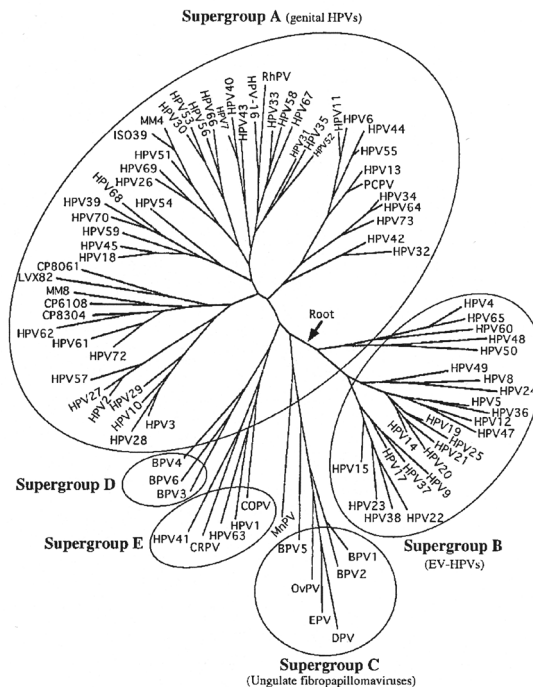 Supergroup A (genital HPVs)
RhPV
HPV-16
HPV40
HPV43
HPV7
HPV66
HPV56
HPV53
HPV30
MM4
ISO39
HPV33
HPV58
HPV67
HPV31
HPV35
HPV52
HPV11
HPV6
HPV44
HPV55
HPV13
PCPV
HPV34
HPV64
HPV73
HPV42
HPV32
HPV51
HPV69
HPV26
HPV54
HPV68
HPV39
HPV70
HPV59
HPV45
HPV18
CP8061
LVX82
MM8
CP6108
CP8304
HPV62
HPV61
HPV72
HPV57
HPV27
HPV2
HPV29
HPV10
HPV3
HPV28
Root
HPV4
HPV65
HPV60
HPV48
HPV50
HPV49
HPV8
HPV24
HPV5
HPV36
HPV12
HPV47
HPV19
HPV25
HPV21
HPV20
HPV14
HPV9
HPV37
HPV17
HPV15
HPV23
HPV38
HPV22
Supergroup B
(EV-HPVs)
BPV4
BPV6
BPV3
Supergroup D
COPV
HPV1
HPV63
CRPV
HPV41
Supergroup E
MnPV
BPV5
BPV1
BPV2
OvPV
EPV
DPV
Supergroup C
(Ungulate fibropapillomaviruses)